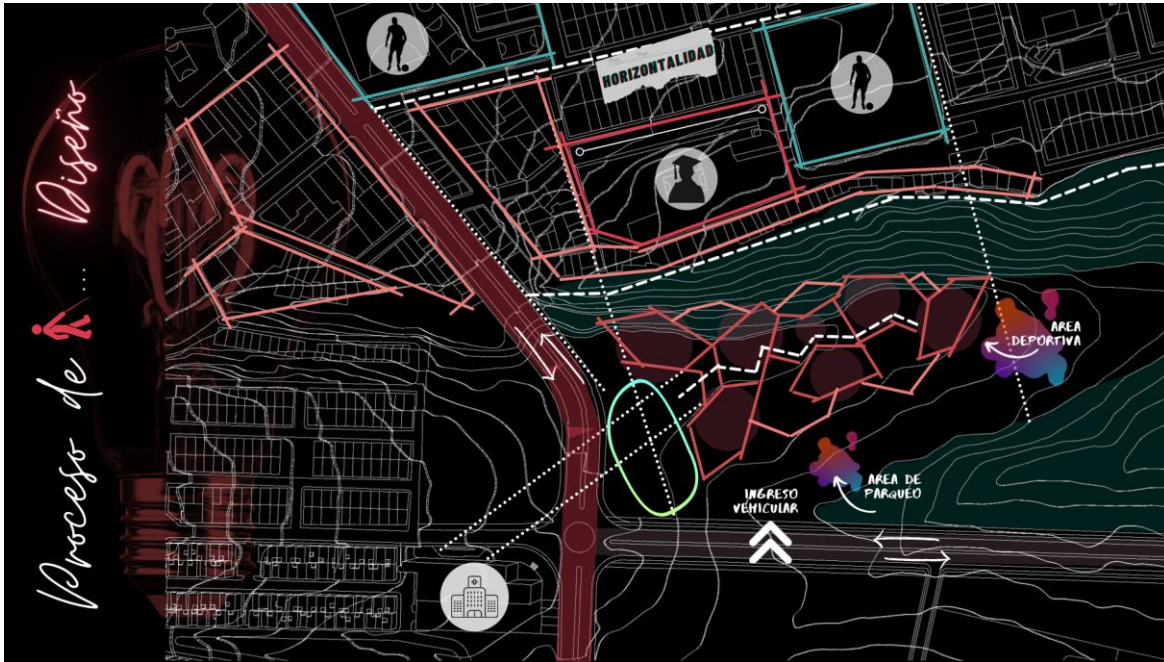 Proceso de ... Diseño
HORIZONTALIDAD
AREA
DEPORTIVA
AREA DE
PARQUEO
INGRESO
VEHICULAR